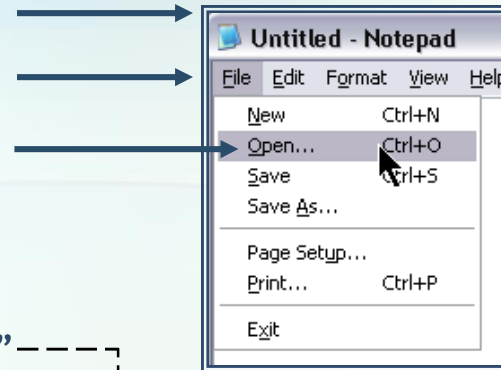 Untitled - Notepad
File Edit Format View Help
New Ctrl+N
Open... Ctrl+O
Save Ctrl+S
Save As...
Page Setup...
Print... Ctrl+P
Exit
”